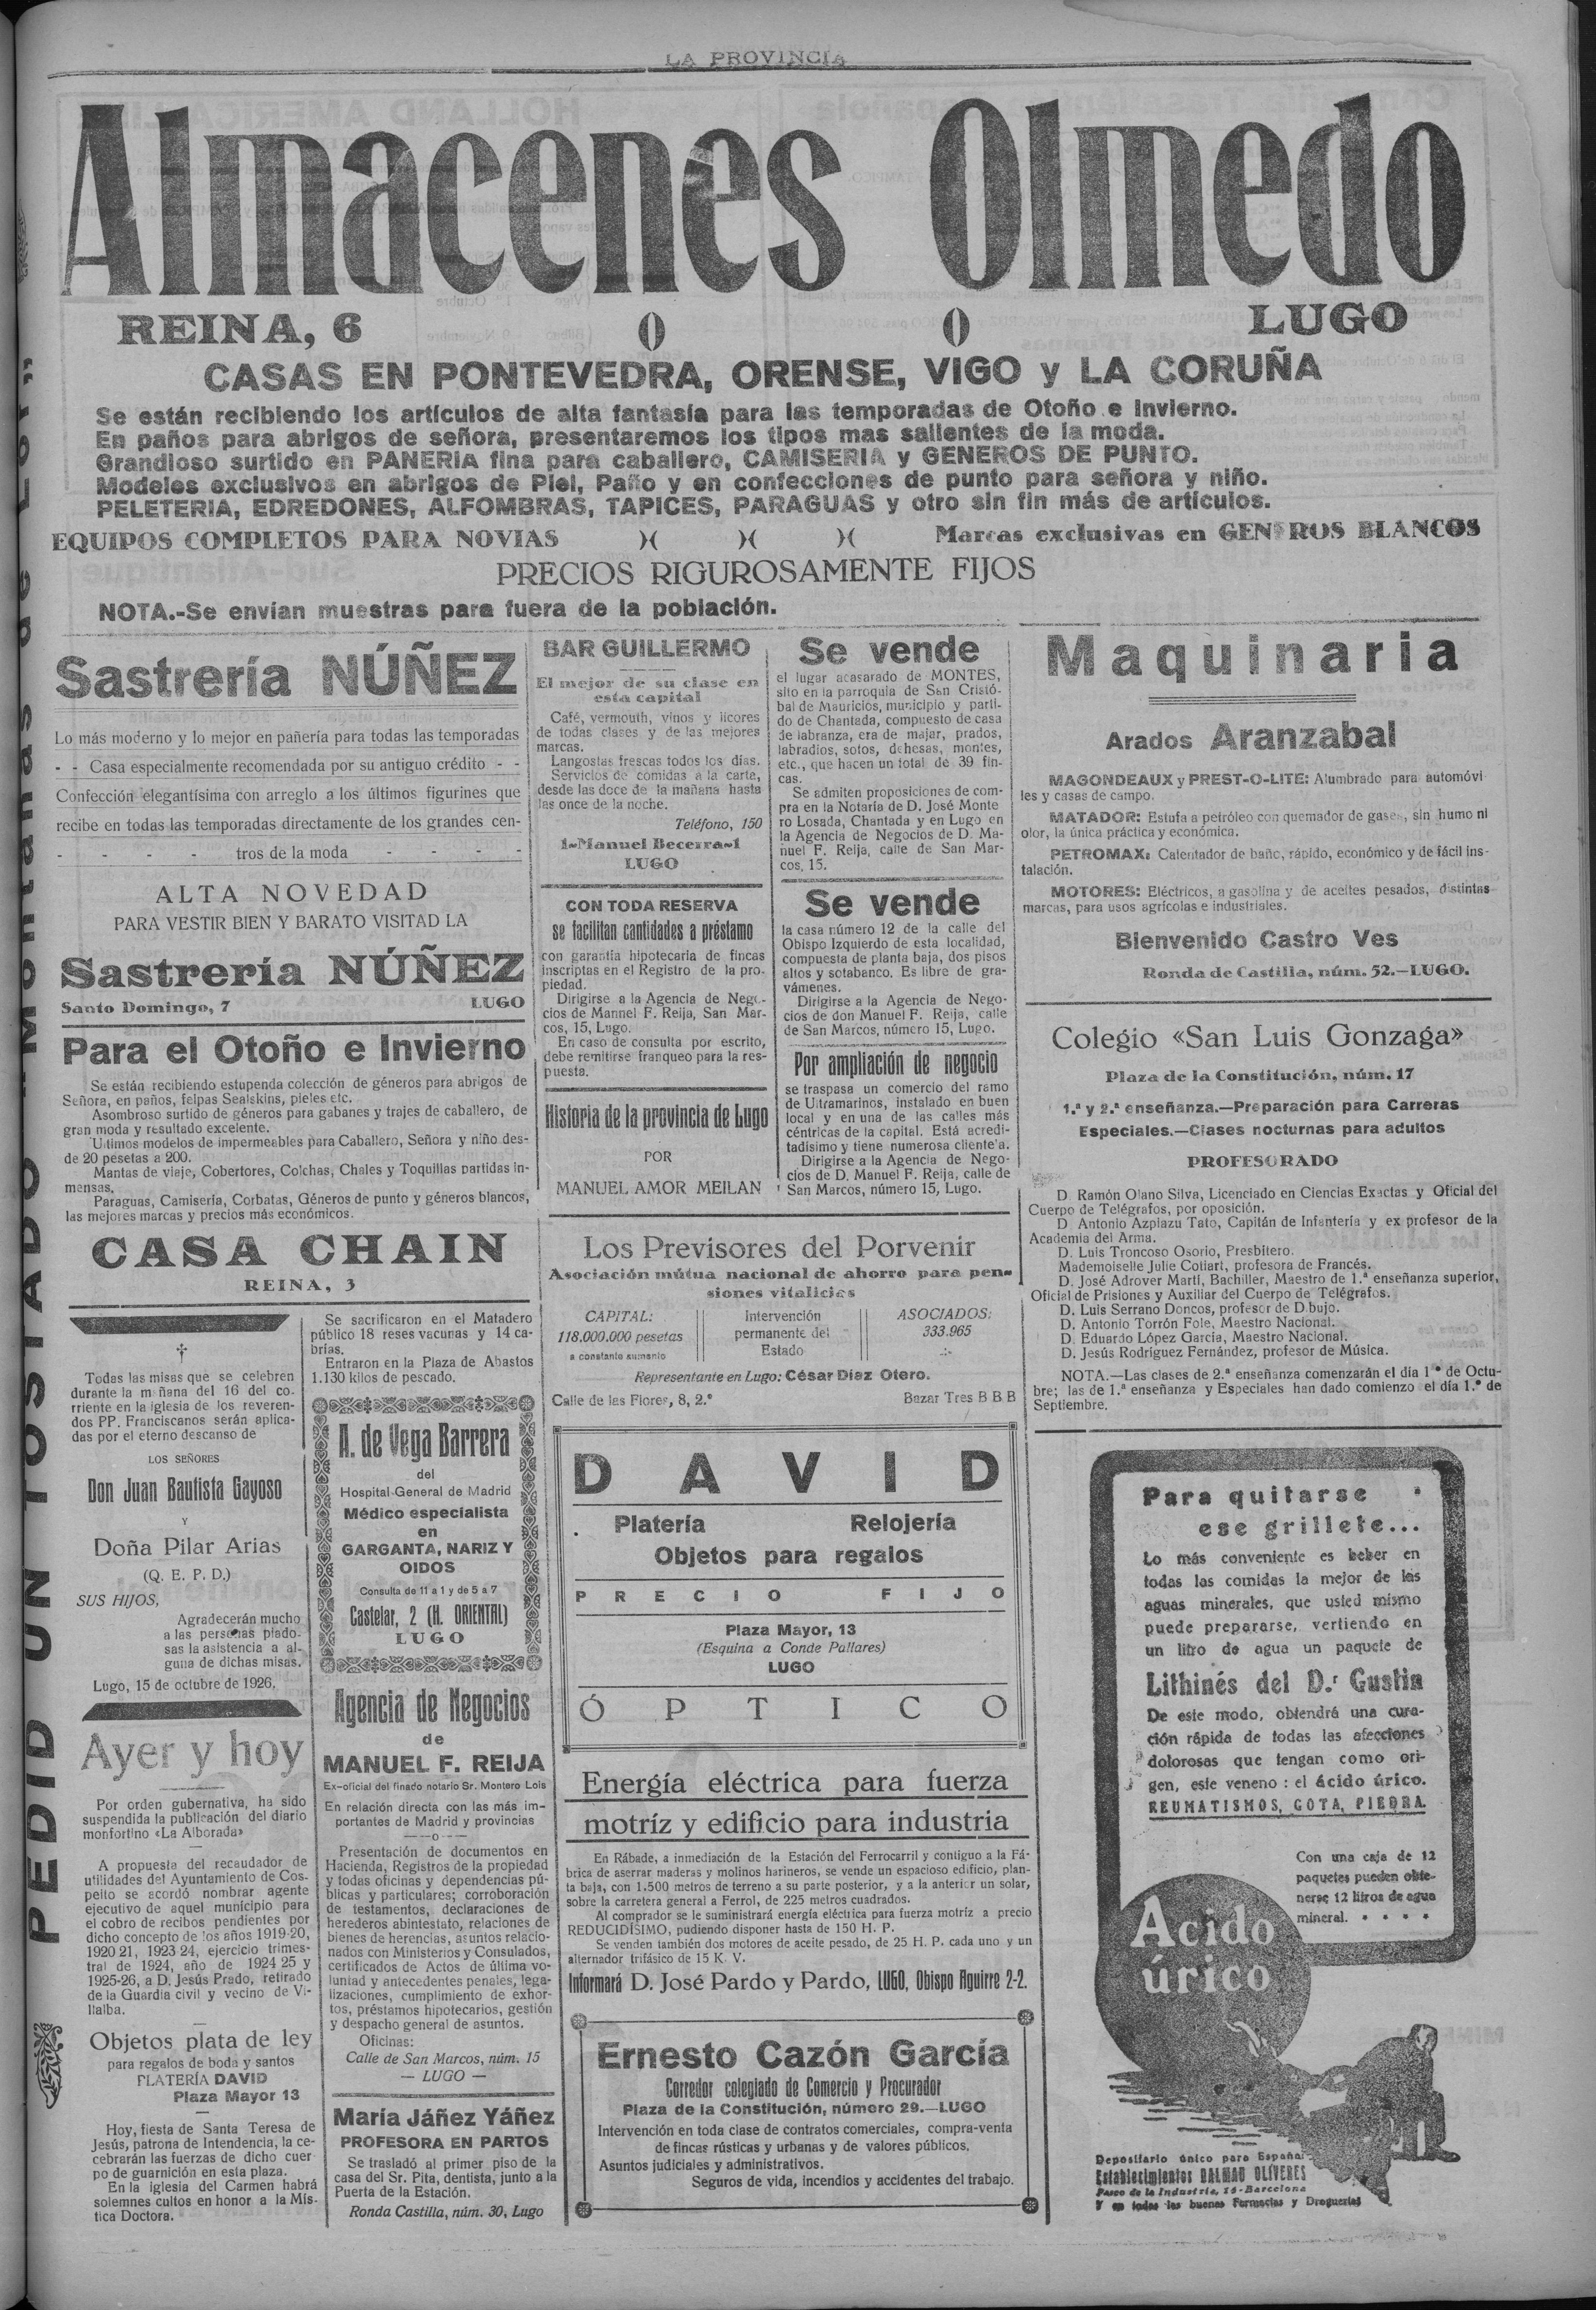 LA PROVINCIA
Almacenes Olmedo
REINA, 6 O O LUGO
CASAS EN PONTEVEDRA, ORENSE, VIGO y LA CORUÑA
Se están recibiendo los artículos de alta fantasía para las temporadas de Otoño e Invierno.
En paños para abrigos de señora, presentaremos los tipos mas salientes de la moda.
Grandioso surtido en PANERIA fina para caballero, CAMISERIA y GENEROS DE PUNTO.
Modeles exclusivos en abrigos de Piel, Paño y en confecciones de punto para señora y niño.
PELETERIA, EDREDONES, ALFOMBRAS, TAPICES, PARAGUAS y otro sin fin más de artículos.
EQUIPOS COMPLETOS PARA NOVIAS )( )( )( Marcas exclusivas en GENEROS BLANCOS
PRECIOS RIGUROSAMENTE FIJOS
NOTA.-Se envían muestras para fuera de la población.
PEDID UN TOSTADO "Montañas de Lor"
Sastrería NÚÑEZ
Lo más moderno y lo mejor en pañería para todas las temporadas
- - Casa especialmente recomendada por su antiguo crédito - -
Confección elegantísima con arreglo a los últimos figurines que
recibe en todas las temporadas directamente de los grandes cen-
- - - - tros de la moda - - - -
ALTA NOVEDAD
PARA VESTIR BIEN Y BARATO VISITAD LA
Sastrería NÚÑEZ
Santo Domingo, 7 LUGO
Para el Otoño e Invierno
Se están recibiendo estupenda colección de géneros para abrigos de
Señora, en paños, felpas Sealskins, pieles etc.
Asombroso surtido de géneros para gabanes y trajes de caballero, de
gran moda y resultado excelente.
Ultimos modelos de impermeables para Caballero, Señora y niño des-
de 20 pesetas a 200.
Mantas de viaje, Cobertores, Colchas, Chales y Toquillas partidas in-
mensas.
Paraguas, Camisería, Corbatas, Géneros de punto y géneros blancos,
las mejores marcas y precios más económicos.
CASA CHAIN
REINA, 3
†
Todas las misas que se celebren
durante la mañana del 16 del co-
rriente en la iglesia de los reveren-
dos PP. Franciscanos serán aplica-
das por el eterno descanso de
LOS SEÑORES
Don Juan Bautista Gayoso
Y
Doña Pilar Arias
(Q. E. P. D.)
SUS HIJOS,
Agradecerán mucho
a las personas piado-
sas la asistencia a al-
guna de dichas misas.
Lugo, 15 de octubre de 1926.
Ayer y hoy
Por orden gubernativa, ha sido
suspendida la publicación del diario
monfortino «La Alborada»
A propuesta del recaudador de
utilidades del Ayuntamiento de Cos-
peito se acordó nombrar agente
ejecutivo de aquel municipio para
el cobro de recibos pendientes por
dicho concepto de los años 1919-20,
1920 21, 1923-24, ejercicio trimes-
tral de 1924, año de 1924 25 y
1925-26, a D. Jesús Prado, retirado
de la Guardia civil y vecino de Vi-
llalba.
Objetos plata de ley
para regalos de boda y santos
PLATERÍA DAVID
Plaza Mayor 13
Hoy, fiesta de Santa Teresa de
Jesús, patrona de Intendencia, la ce-
cebrarán las fuerzas de dicho cuer
po de guarnición en esta plaza.
En la iglesia del Carmen habrá
solemnes cultos en honor a la Mís-
tica Doctora.
Se sacrificaron en el Matadero
público 18 reses vacunas y 14 ca-
brías.
Entraron en la Plaza de Abastos
1.130 kilos de pescado.
A. de Vega Barrera
del
Hospital General de Madrid
Médico especialista
en
GARGANTA, NARIZ Y
OIDOS
Consulta de 11 a 1 y de 5 a 7
Castelar, 2 (H. ORIENTAL)
LUGO
Agencia de Negocios
de
MANUEL F. REIJA
Ex-oficial del finado notario Sr. Montero Lois
En relación directa con las más im-
portantes de Madrid y provincias
——o——
Presentación de documentos en
Hacienda, Registros de la propiedad
y todas oficinas y dependencias pú-
blicas y particulares; corroboración
de testamentos, declaraciones de
herederos abintestato, relaciones de
bienes de herencias, asuntos relacio-
nados con Ministerios y Consulados,
certificados de Actos de última vo-
luntad y antecedentes penales, lega-
lizaciones, cumplimiento de exhor-
tos, préstamos hipotecarios, gestión
y despacho general de asuntos.
Oficinas:
Calle de San Marcos, núm. 15
— LUGO —
María Jáñez Yáñez
PROFESORA EN PARTOS
Se trasladó al primer piso de la
casa del Sr. Pita, dentista, junto a la
Puerta de la Estación.
Ronda Castilla, núm. 30, Lugo
BAR GUILLERMO
El mejor de su clase en
esta capital
Café, vermouth, vinos y licores
de todas clases y de las mejores
marcas.
Langostas frescas todos los días.
Servicios de comidas a la carte,
desde las doce de la mañana hasta
las once de la noche.
Teléfono, 150
1-Manuel Becerra-1
LUGO
CON TODA RESERVA
se facilitan cantidades a préstamo
con garantía hipotecaria de fincas
inscriptas en el Registro de la pro-
piedad.
Dirigirse a la Agencia de Nego-
cios de Mannel F. Reija, San Mar-
cos, 15, Lugo.
En caso de consulta por escrito,
debe remitirse franqueo para la res-
puesta.
Historia de la provincia de Lugo
POR
MANUEL AMOR MEILAN
Se vende
el lugar acasarado de MONTES,
sito en la parroquia de San Cristó-
bal de Mauricios, municipio y parti-
do de Chantada, compuesto de casa
de labranza, era de majar, prados,
labradíos, sotos, dehesas, montes,
etc., que hacen un total de 39 fin-
cas.
Se admiten proposiciones de com-
pra en la Notaría de D. José Monte
ro Losada, Chantada y en Lugo en
la Agencia de Negocios de D. Ma-
nuel F. Reija, calle de San Mar-
cos, 15.
Se vende
la casa número 12 de la calle del
Obispo Izquierdo de esta localidad,
compuesta de planta baja, dos pisos
altos y sotabanco. Es libre de gra-
vámenes.
Dirigirse a la Agencia de Nego-
cios de don Manuel F. Reija, calle
de San Marcos, número 15, Lugo.
Por ampliación de negocio
se traspasa un comercio del ramo
de Ultramarinos, instalado en buen
local y en una de las calles más
céntricas de la capital. Está acredi-
tadísimo y tiene numerosa clientela.
Dirigirse a la Agencia de Nego-
cios de D. Manuel F. Reija, calle de
San Marcos, número 15, Lugo.
Los Previsores del Porvenir
Asociación mútua nacional de ahorro para pen-
siones vitalicias
CAPITAL:
118.000.000 pesetas
a constante aumento
Intervención
permanente del
Estado
ASOCIADOS:
333.965
Representante en Lugo: César Díaz Otero.
Calle de las Flores, 8, 2.º Bazar Tres B B B
DAVID
Platería Relojería
Objetos para regalos
PRECIO FIJO
Plaza Mayor, 13
(Esquina a Conde Pallares)
LUGO
ÓPTICO
Energía eléctrica para fuerza
motríz y edificio para industria
En Rábade, a inmediación de la Estación del Ferrocarril y contiguo a la Fá-
brica de aserrar maderas y molinos harineros, se vende un espacioso edificio, plan-
ta baja, con 1.500 metros de terreno a su parte posterior, y a la anterior un solar,
sobre la carretera general a Ferrol, de 225 metros cuadrados.
Al comprador se le suministrará energía eléctrica para fuerza motríz a precio
REDUCIDÍSIMO, pudiendo disponer hasta de 150 H. P.
Se venden también dos motores de aceite pesado, de 25 H. P. cada uno y un
alternador trifásico de 15 K. V.
Informará D. José Pardo y Pardo, LUGO, Obispo Aguirre 2-2.
Ernesto Cazón García
Corredor colegiado de Comercio y Procurador
Plaza de la Constitución, número 29.—LUGO
Intervención en toda clase de contratos comerciales, compra-venta
de fincas rústicas y urbanas y de valores públicos.
Asuntos judiciales y administrativos.
Seguros de vida, incendios y accidentes del trabajo.
Maquinaria
Arados Aranzabal
MAGONDEAUX y PREST-O-LITE: Alumbrado para automóvi
les y casas de campo.
MATADOR: Estufa a petróleo con quemador de gases, sin humo ni
olor, la única práctica y económica.
PETROMAX: Calentador de baño, rápido, económico y de fácil ins-
talación.
MOTORES: Eléctricos, a gasolina y de aceites pesados, distintas
marcas, para usos agrícolas e industriales.
Bienvenido Castro Ves
Ronda de Castilla, núm. 52.—LUGO.
Colegio «San Luis Gonzaga»
Plaza de la Constitución, núm. 17
1.ª y 2.ª enseñanza.—Preparación para Carreras
Especiales.—Clases nocturnas para adultos
PROFESORADO
D. Ramón Olano Silva, Licenciado en Ciencias Exactas y Oficial del
Cuerpo de Telégrafos, por oposición.
D. Antonio Azpiazu Tato, Capitán de Infantería y ex profesor de la
Academia del Arma.
D. Luis Troncoso Osorio, Presbítero.
Mademoiselle Julie Cotiart, profesora de Francés.
D. José Adrover Martí, Bachiller, Maestro de 1.ª enseñanza superior,
Oficial de Prisiones y Auxiliar del Cuerpo de Telégrafos.
D. Luis Serrano Doncos, profesor de Dibujo.
D. Antonio Torrón Fole, Maestro Nacional.
D. Eduardo López García, Maestro Nacional.
D. Jesús Rodríguez Fernández, profesor de Música.
NOTA.—Las clases de 2.ª enseñanza comenzarán el día 1.º de Octu-
bre; las de 1.ª enseñanza y Especiales han dado comienzo el día 1.º de
Septiembre.
Para quitarse
ese grillete...
Lo más conveniente es beber en
todas las comidas la mejor de las
aguas minerales, que usted mismo
puede prepararse, vertiendo en
un litro de agua un paquete de
Lithinés del D.r Gustin
De este modo, obtendrá una cura-
ción rápida de todas las afecciones
dolorosas que tengan como ori-
gen, este veneno: el ácido úrico.
REUMATISMOS, GOTA, PIEDRA.
Con una caja de 12
paquetes pueden obte-
nerse 12 litros de agua
mineral.
Acido
úrico
Depositario único para España:
Establecimientos DALMAU OLIVERES
Paseo de la Industria, 14-Barcelona
Y en todas las buenas Farmacias y Droguerías